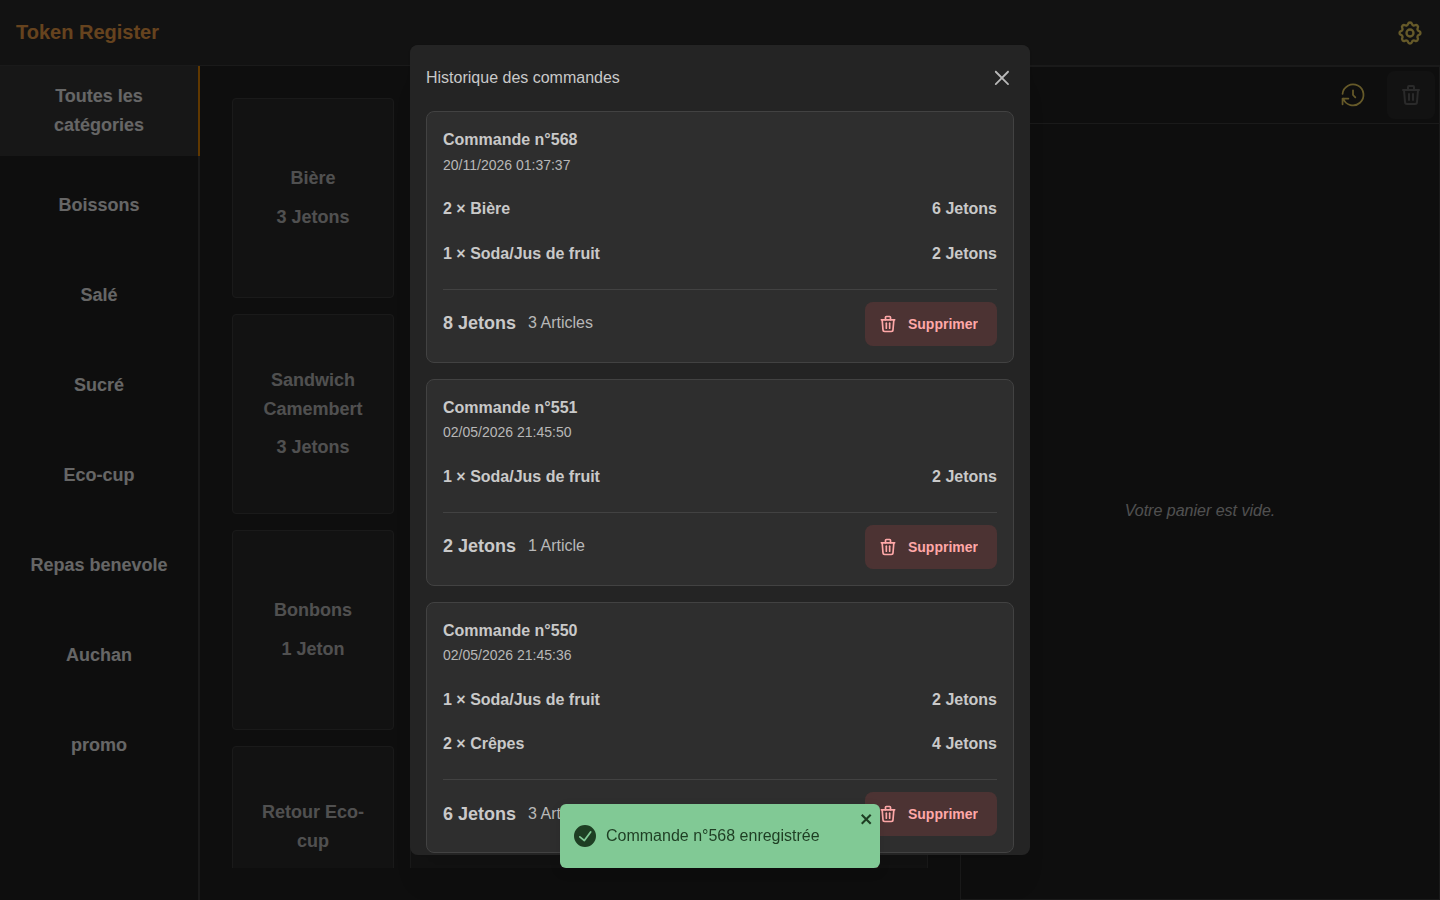 Token Register
Toutes les
catégories
Boissons
Salé
Sucré
Eco-cup
Repas benevole
Auchan
promo
Bière
3 Jetons
Sandwich
Camembert
3 Jetons
Bonbons
1 Jeton
Retour Eco-
cup
Historique des commandes
Commande n°568
20/11/2026 01:37:37
2 × Bière 6 Jetons
1 × Soda/Jus de fruit 2 Jetons
8 Jetons 3 Articles Supprimer
Commande n°551
02/05/2026 21:45:50
1 × Soda/Jus de fruit 2 Jetons
2 Jetons 1 Article Supprimer
Commande n°550
02/05/2026 21:45:36
1 × Soda/Jus de fruit 2 Jetons
2 × Crêpes 4 Jetons
6 Jetons 3 Art Supprimer
Commande n°568 enregistrée
Votre panier est vide.